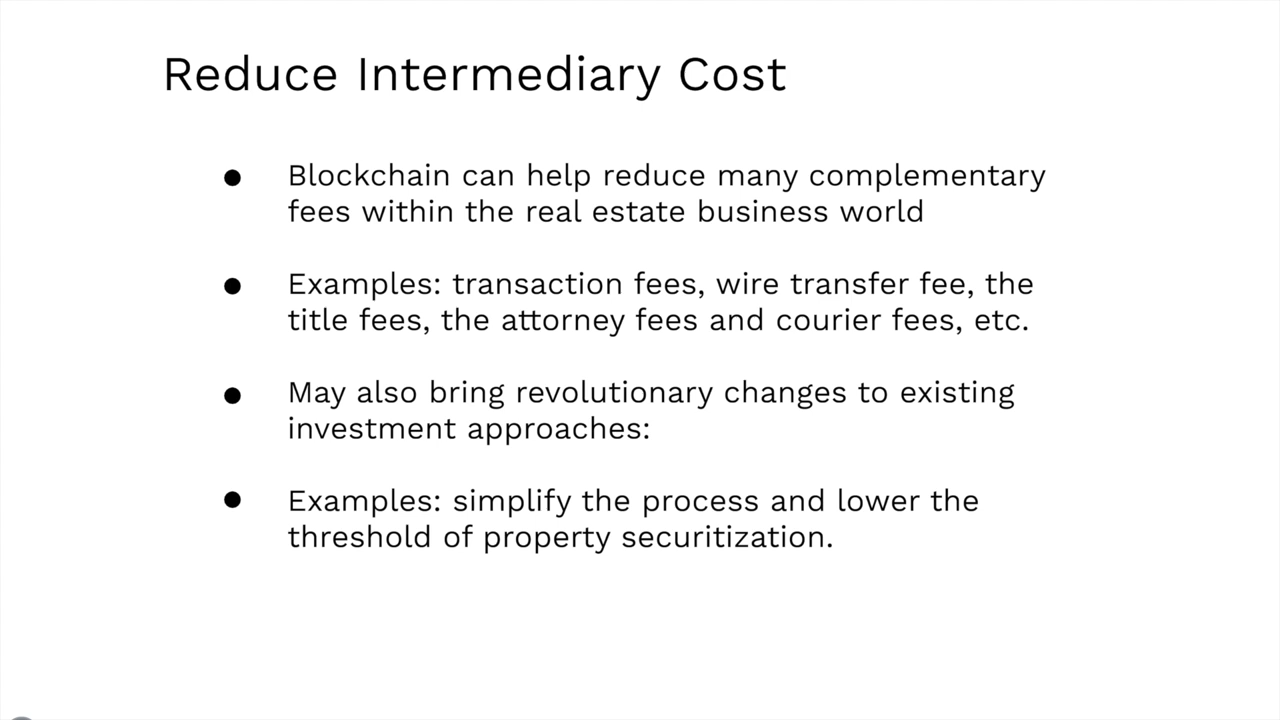 Reduce Intermediary Cost
● Blockchain can help reduce many complementary
fees within the real estate business world
● Examples: transaction fees, wire transfer fee, the
title fees, the attorney fees and courier fees, etc.
● May also bring revolutionary changes to existing
investment approaches:
● Examples: simplify the process and lower the
threshold of property securitization.